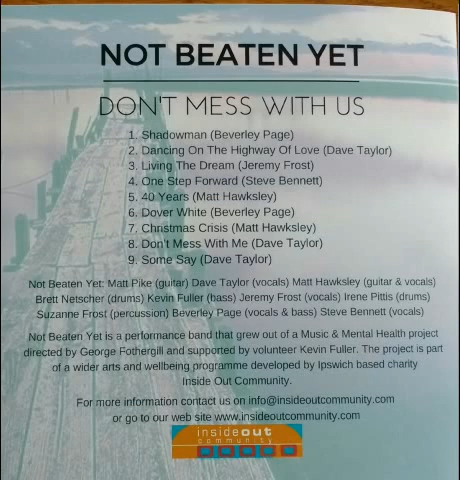 NOT BEATEN YET
DON'T MESS WITH US
1. Shadowman (Beverley Page)
2. Dancing On The Highway Of Love (Dave Taylor)
3. Living The Dream (Jeremy Frost)
4. One Step Forward (Steve Bennett)
5. 40 Years (Matt Hawksley)
6. Dover White (Beverley Page)
7. Christmas Crisis (Matt Hawksley)
8. Don't Mess With Me (Dave Taylor)
9. Some Say (Dave Taylor)
Not Beaten Yet: Matt Pike (guitar) Dave Taylor (vocals) Matt Hawksley (guitar & vocals)
Brett Netscher (drums) Kevin Fuller (bass) Jeremy Frost (vocals) Irene Pittis (drums)
Suzanne Frost (percussion) Beverley Page (vocals & bass) Steve Bennett (vocals)
Not Beaten Yet is a performance band that grew out of a Music & Mental Health project
directed by George Fothergill and supported by volunteer Kevin Fuller. The project is part
of a wider arts and wellbeing programme developed by Ipswich based charity
Inside Out Community.
For more information contact us on info@insideoutcommunity.com
or go to our web site www.insideoutcommunity.com
insideout
community